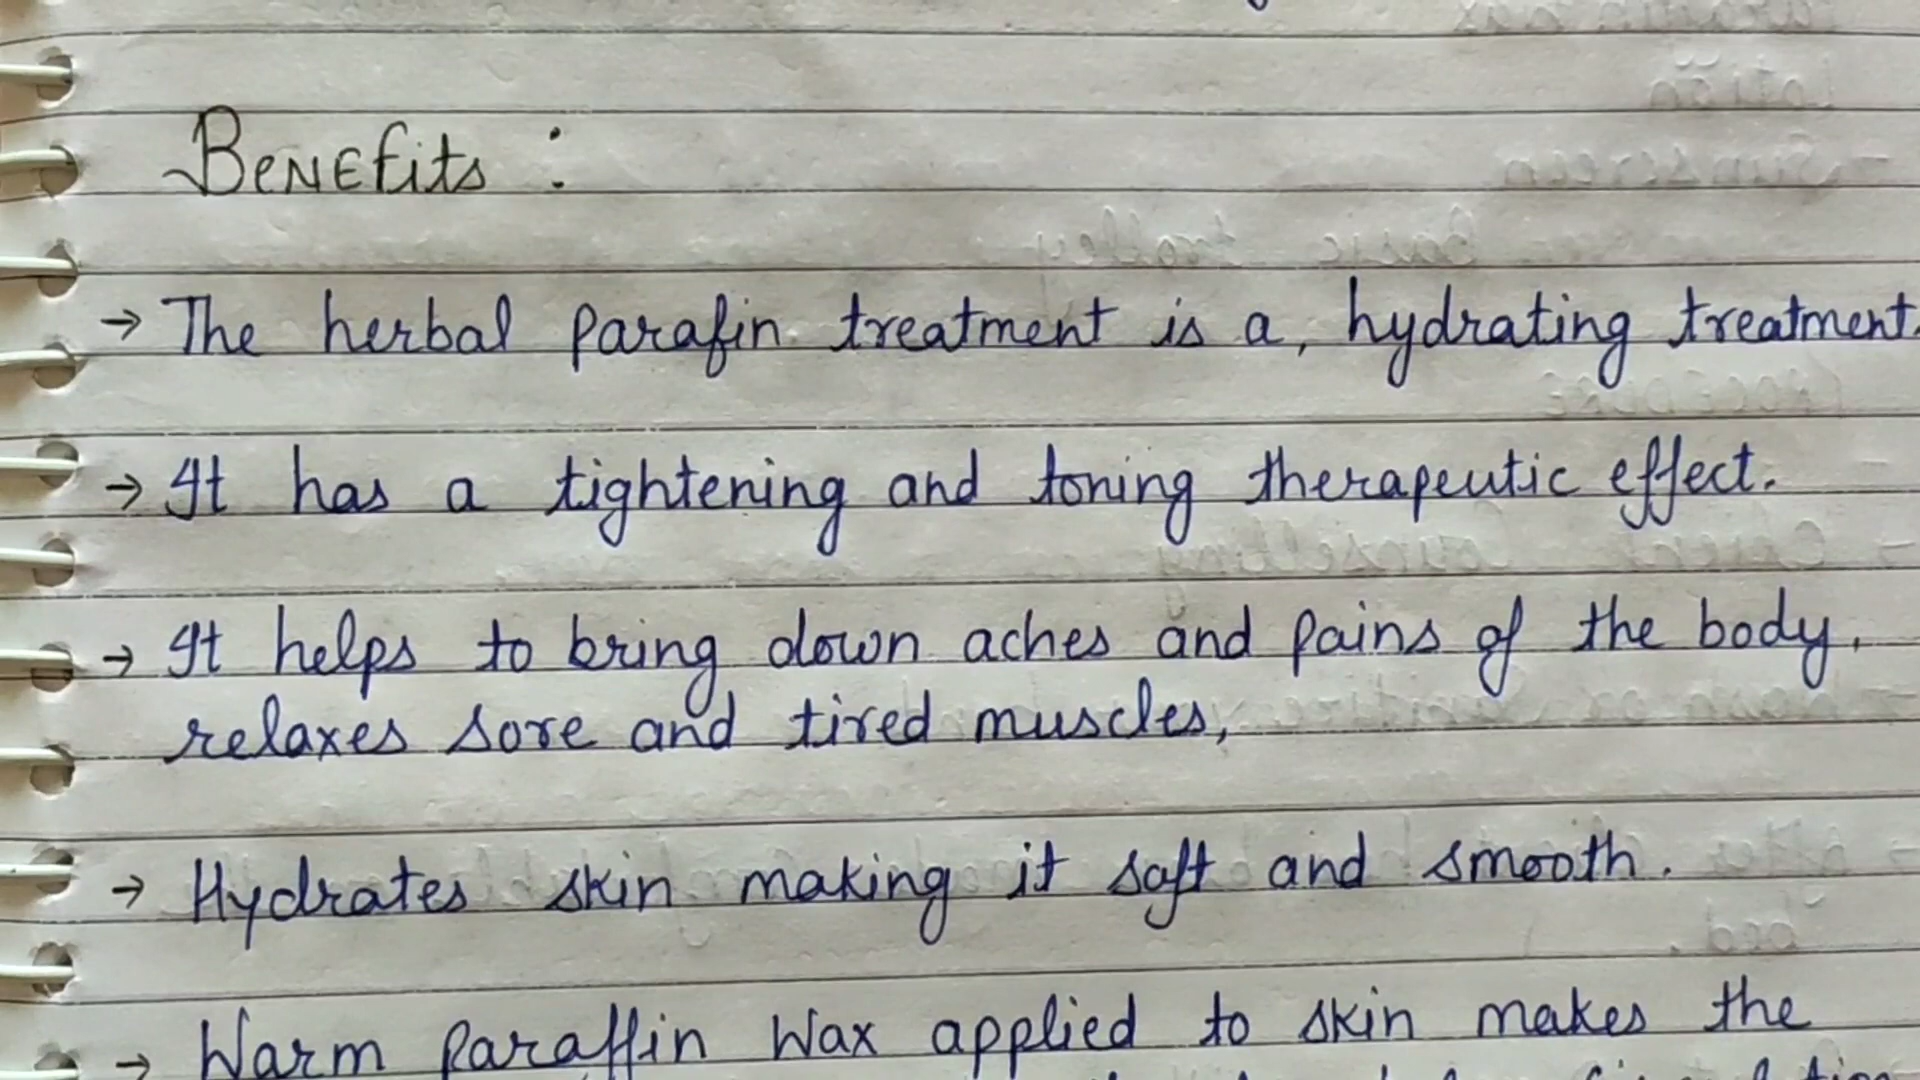 Benefits :
→ The herbal parafin treatment is a, hydrating treatment.
→ It has a tightening and toning therapeutic effect.
→ It helps to bring down aches and pains of the body,
relaxes sore and tired muscles,
→ Hydrates skin making it soft and smooth.
→ Warm paraffin wax applied to skin makes the